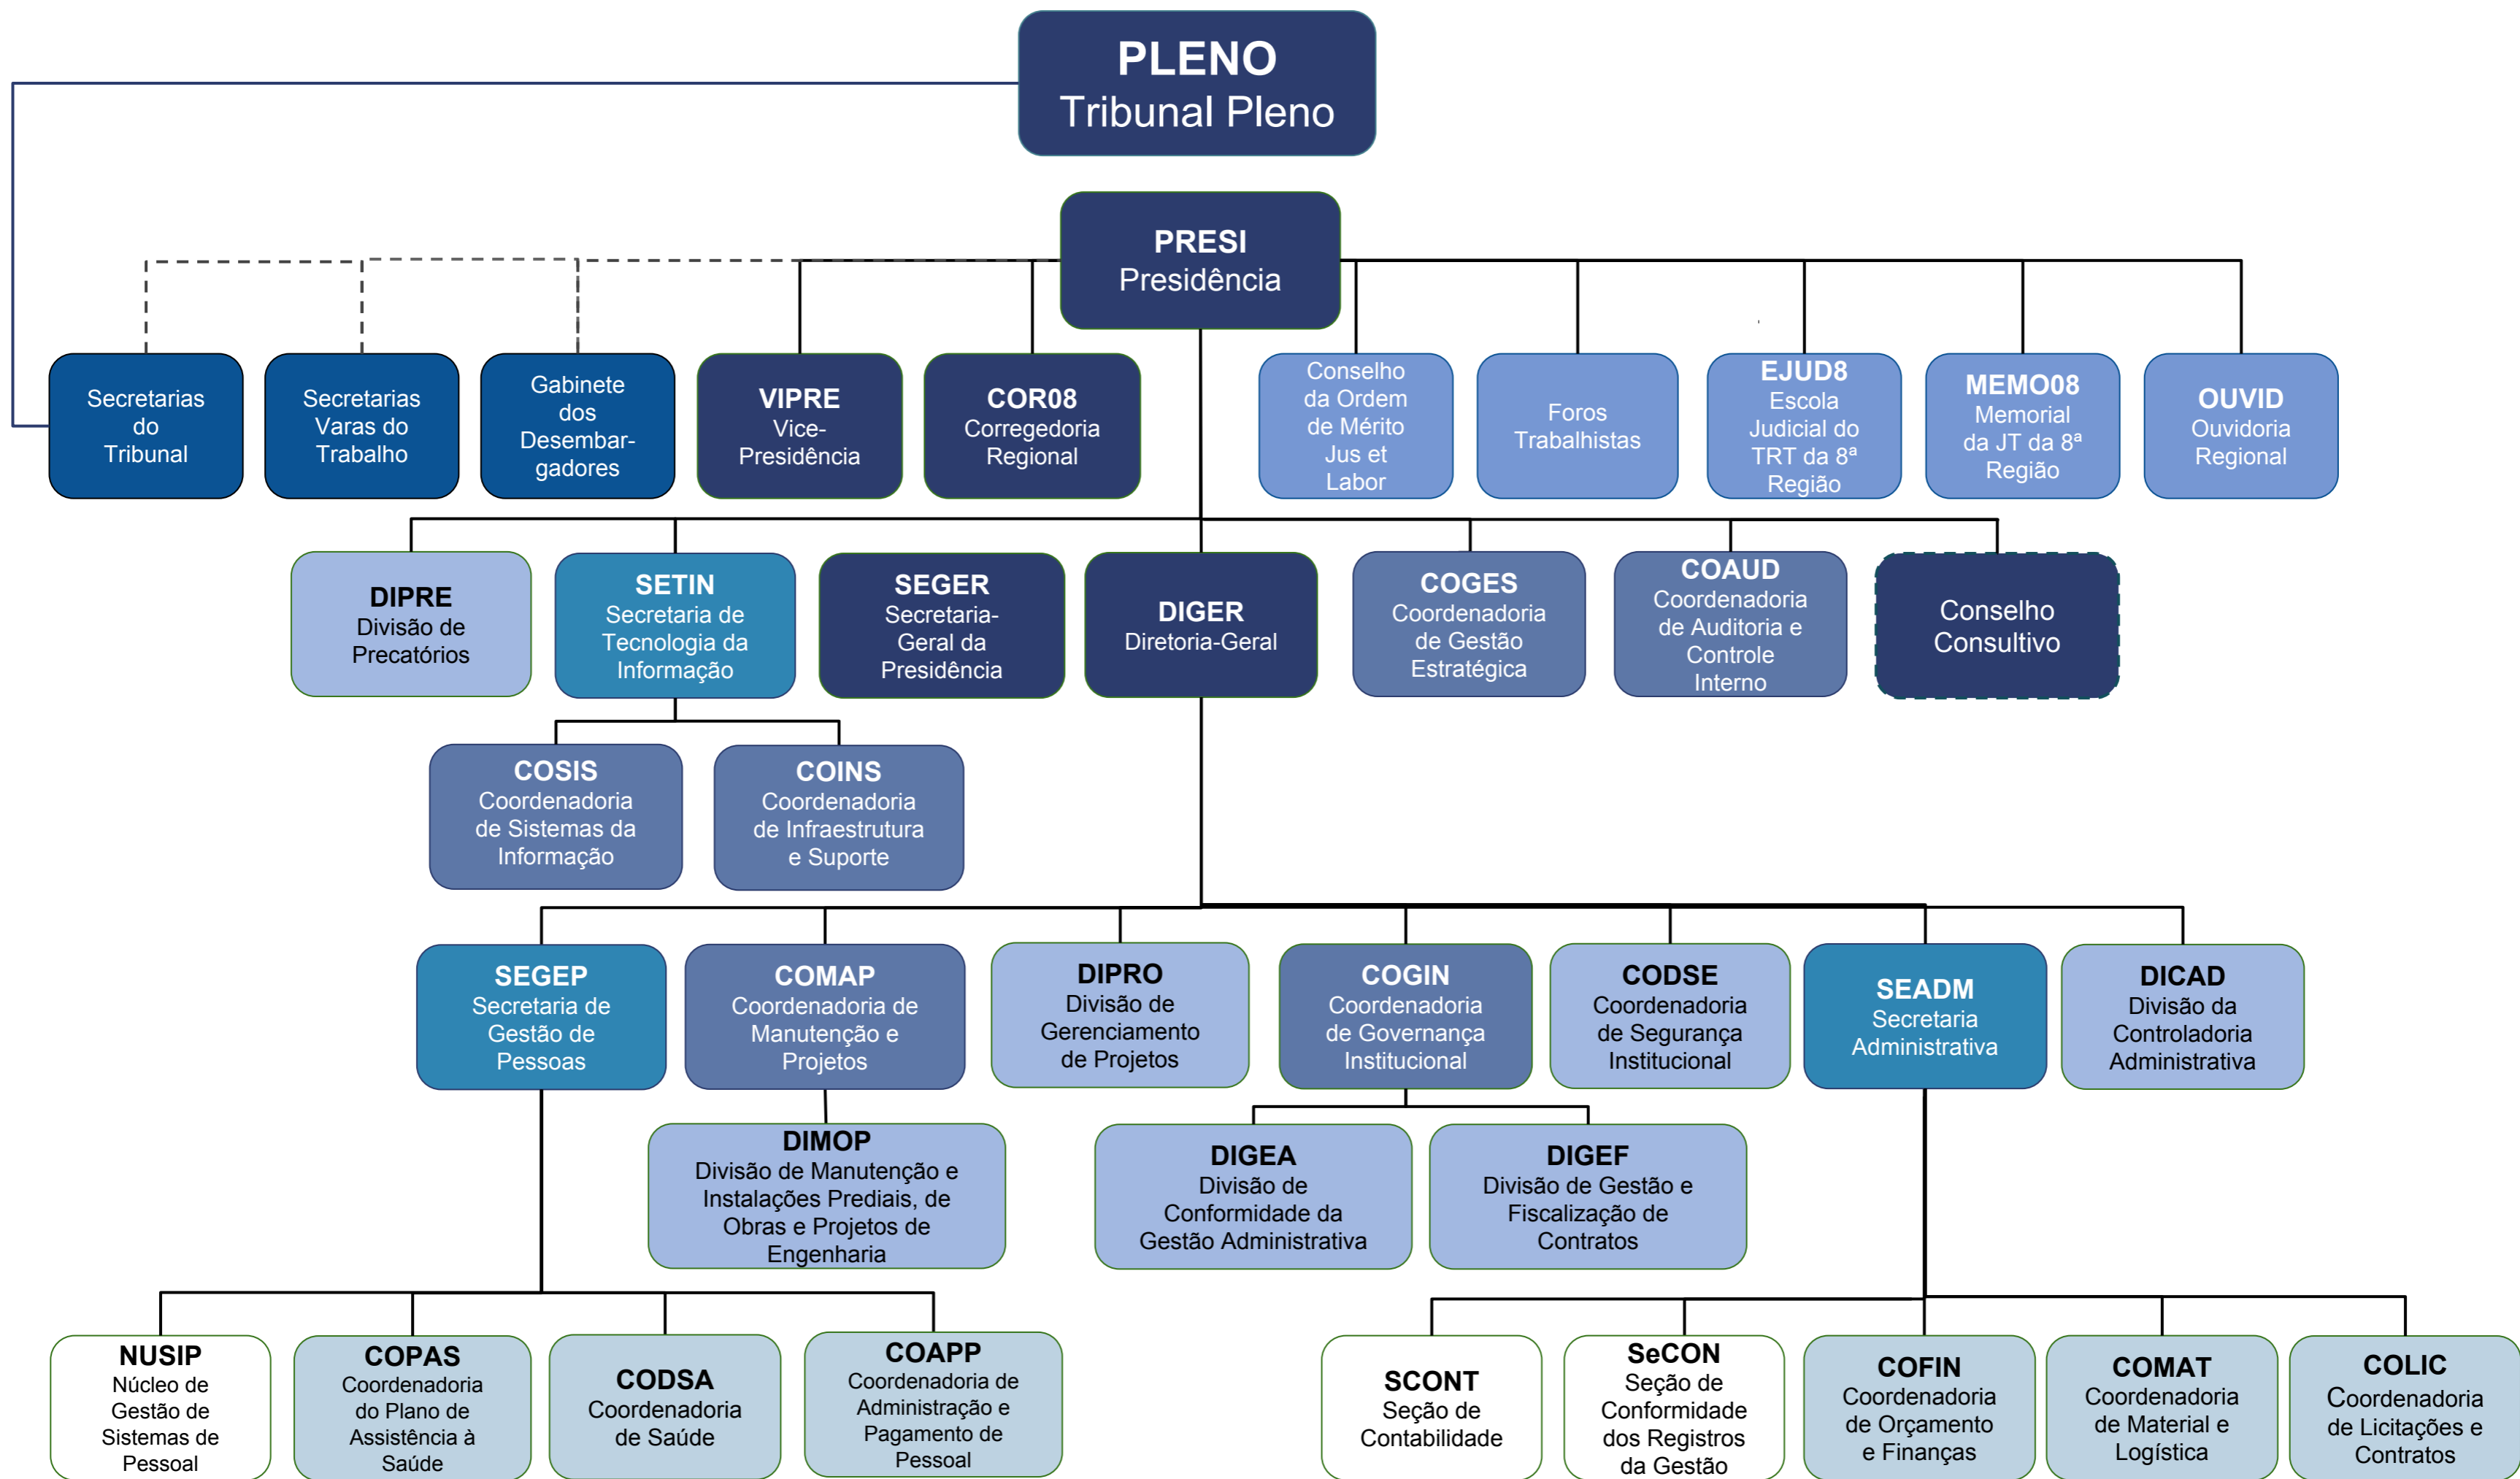 PLENO
Tribunal Pleno
PRESI
Presidência
Secretarias
do
Tribunal
Secretarias
Varas do
Trabalho
Gabinete
dos
Desembar-
gadores
VIPRE
Vice-
Presidência
COR08
Corregedoria
Regional
Conselho
da Ordem
de Mérito
Jus et
Labor
Foros
Trabalhistas
EJUD8
Escola
Judicial do
TRT da 8ª
Região
MEMO08
Memorial
da JT da 8ª
Região
OUVID
Ouvidoria
Regional
DIPRE
Divisão de
Precatórios
SETIN
Secretaria de
Tecnologia da
Informação
SEGER
Secretaria-
Geral da
Presidência
DIGER
Diretoria-Geral
COGES
Coordenadoria
de Gestão
Estratégica
COAUD
Coordenadoria
de Auditoria e
Controle
Interno
Conselho
Consultivo
COSIS
Coordenadoria
de Sistemas da
Informação
COINS
Coordenadoria
de Infraestrutura
e Suporte
SEGEP
Secretaria de
Gestão de
Pessoas
COMAP
Coordenadoria de
Manutenção e
Projetos
DIPRO
Divisão de
Gerenciamento
de Projetos
COGIN
Coordenadoria
de Governança
Institucional
CODSE
Coordenadoria
de Segurança
Institucional
SEADM
Secretaria
Administrativa
DICAD
Divisão da
Controladoria
Administrativa
DIMOP
Divisão de Manutenção e
Instalações Prediais, de
Obras e Projetos de
Engenharia
DIGEA
Divisão de
Conformidade da
Gestão Administrativa
DIGEF
Divisão de Gestão e
Fiscalização de
Contratos
NUSIP
Núcleo de
Gestão de
Sistemas de
Pessoal
COPAS
Coordenadoria
do Plano de
Assistência à
Saúde
CODSA
Coordenadoria
de Saúde
COAPP
Coordenadoria de
Administração e
Pagamento de
Pessoal
SCONT
Seção de
Contabilidade
SeCON
Seção de
Conformidade
dos Registros
da Gestão
COFIN
Coordenadoria
de Orçamento
e Finanças
COMAT
Coordenadoria
de Material e
Logística
COLIC
Coordenadoria
de Licitações e
Contratos